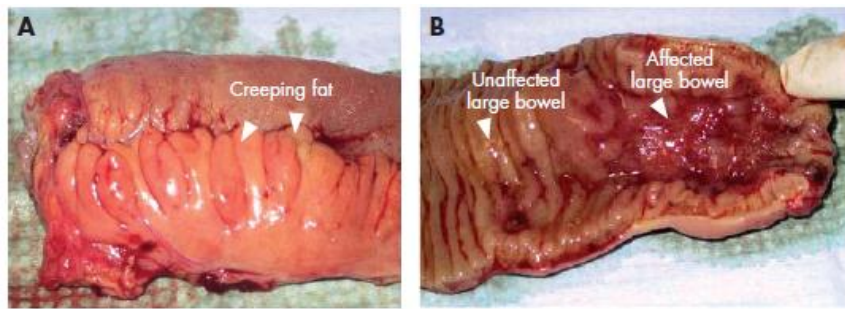 A
Creeping fat
B
Unaffected
large bowel
Affected
large bowel